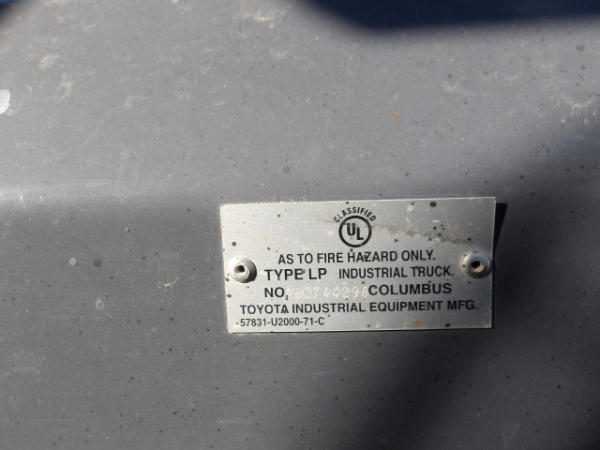 CLASSIFIED
UL
AS TO FIRE HAZARD ONLY.
TYPE LP INDUSTRIAL TRUCK.
NO. COLUMBUS
TOYOTA INDUSTRIAL EQUIPMENT MFG.
57831-U2000-71-C